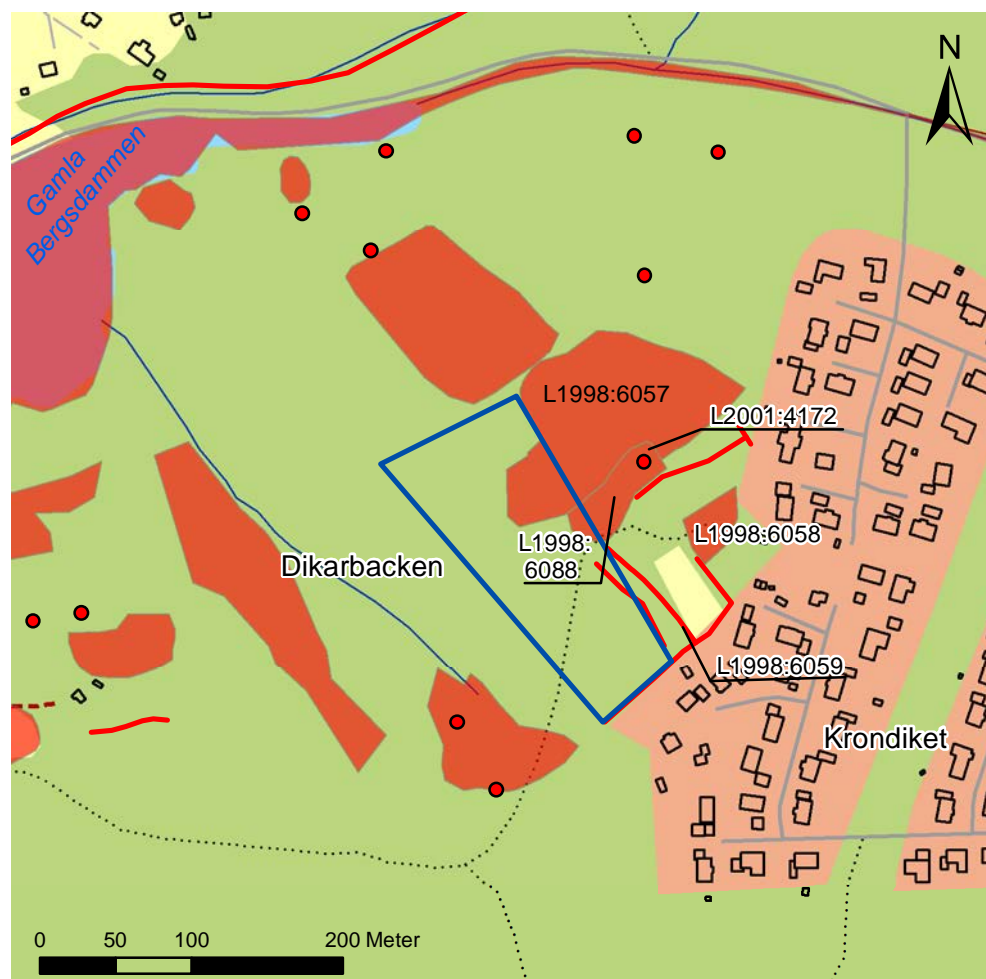 N
Gamla
Bergsdammen
L1998:6057
L2001:4172
L1998:6058
L1998:
6088
Dikarbacken
L1998:6059
Krondiket
0 50 100 200 Meter